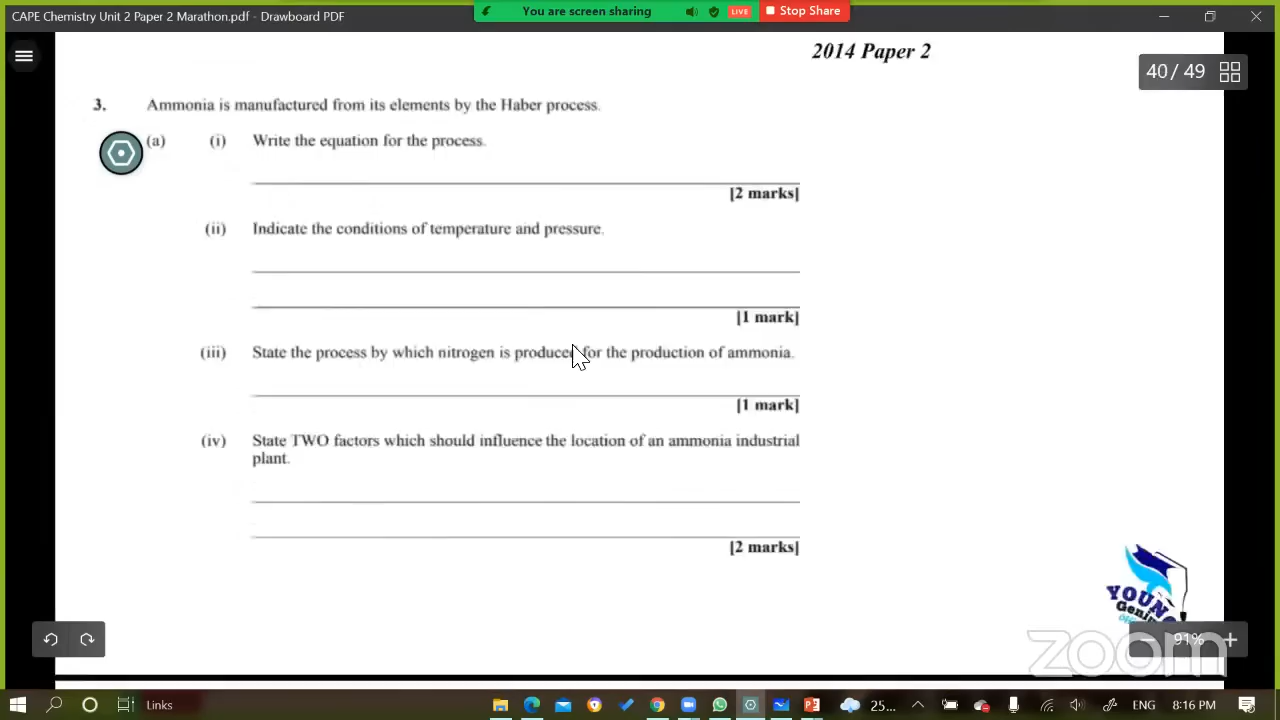 CAPE Chemistry Unit 2 Paper 2 Marathon.pdf - Drawboard PDF
You are screen sharing
LIVE
Stop Share
2014 Paper 2
40 / 49
3. Ammonia is manufactured from its elements by the Haber process.
(a) (i) Write the equation for the process.
[2 marks]
(ii) Indicate the conditions of temperature and pressure.
[1 mark]
(iii) State the process by which nitrogen is produced for the production of ammonia.
[1 mark]
(iv) State TWO factors which should influence the location of an ammonia industrial
plant.
[2 marks]
YOUNG
91%
zoom
Links
25...
ENG
8:16 PM